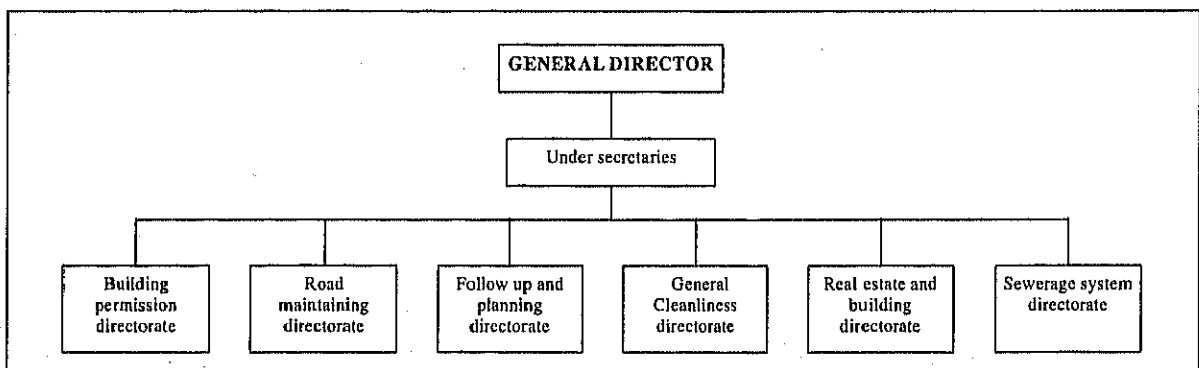 GENERAL DIRECTOR
Under secretaries
Building
permission
directorate
Road
maintaining
directorate
Follow up and
planning
directorate
General
Cleanliness
directorate
Real estate and
building
directorate
Sewerage system
directorate